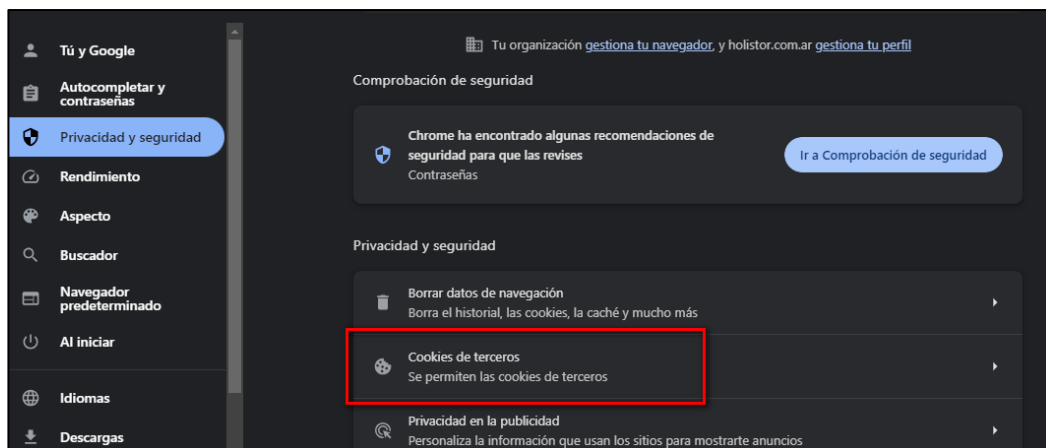 Tú y Google
Autocompletar y
contraseñas
Privacidad y seguridad
Rendimiento
Aspecto
Buscador
Navegador
predeterminado
Al iniciar
Idiomas
Descargas
Tu organización gestiona tu navegador, y holistor.com.ar gestiona tu perfil
Comprobación de seguridad
Chrome ha encontrado algunas recomendaciones de
seguridad para que las revises
Contraseñas
Ir a Comprobación de seguridad
Privacidad y seguridad
Borrar datos de navegación
Borra el historial, las cookies, la caché y mucho más
Cookies de terceros
Se permiten las cookies de terceros
Privacidad en la publicidad
Personaliza la información que usan los sitios para mostrarte anuncios